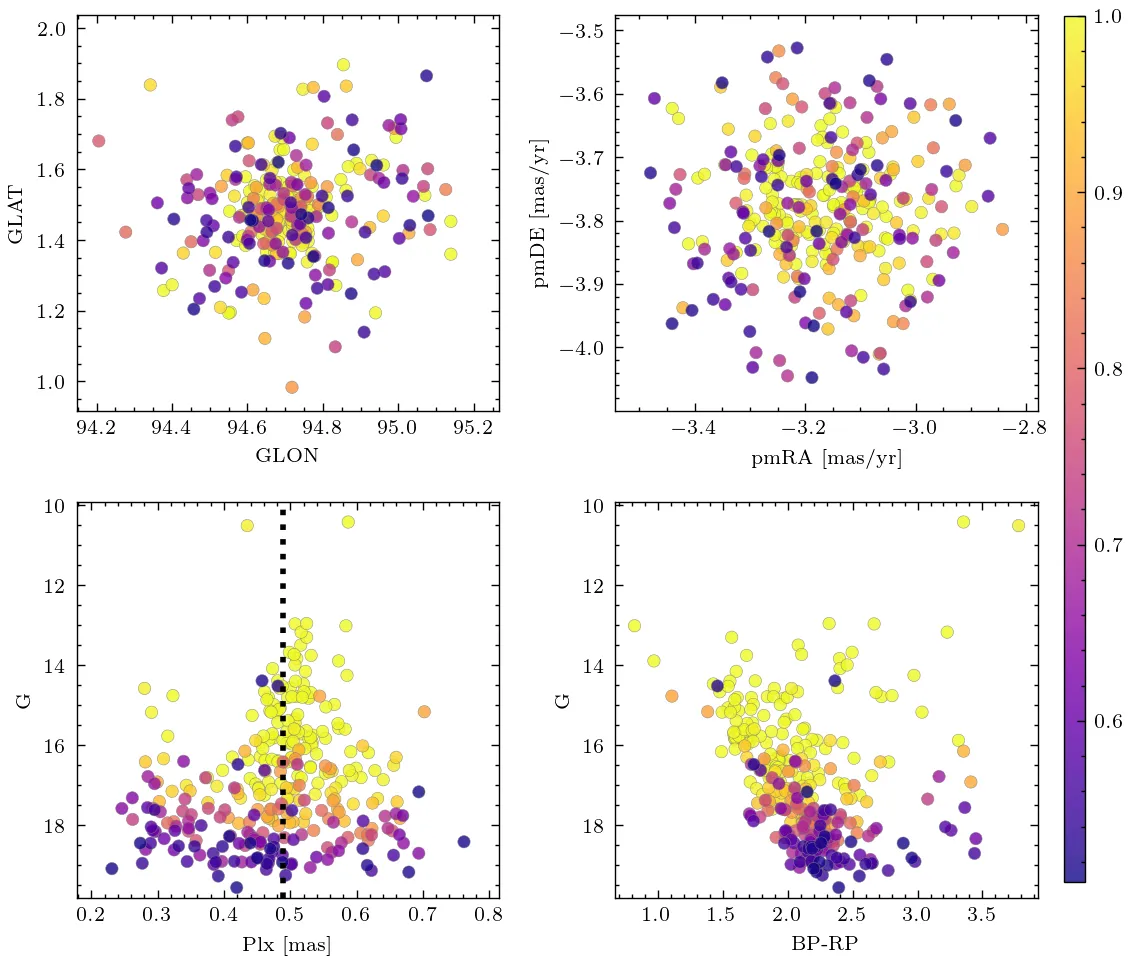 2.0
1.8
1.6
1.4
1.2
1.0
GLAT
94.2 94.4 94.6 94.8 95.0 95.2
GLON
−3.5
−3.6
−3.7
−3.8
−3.9
−4.0
pmDE [mas/yr]
−3.4 −3.2 −3.0 −2.8
pmRA [mas/yr]
10
12
14
16
18
G
0.2 0.3 0.4 0.5 0.6 0.7 0.8
Plx [mas]
10
12
14
16
18
G
1.0 1.5 2.0 2.5 3.0 3.5
BP-RP
1.0
0.9
0.8
0.7
0.6